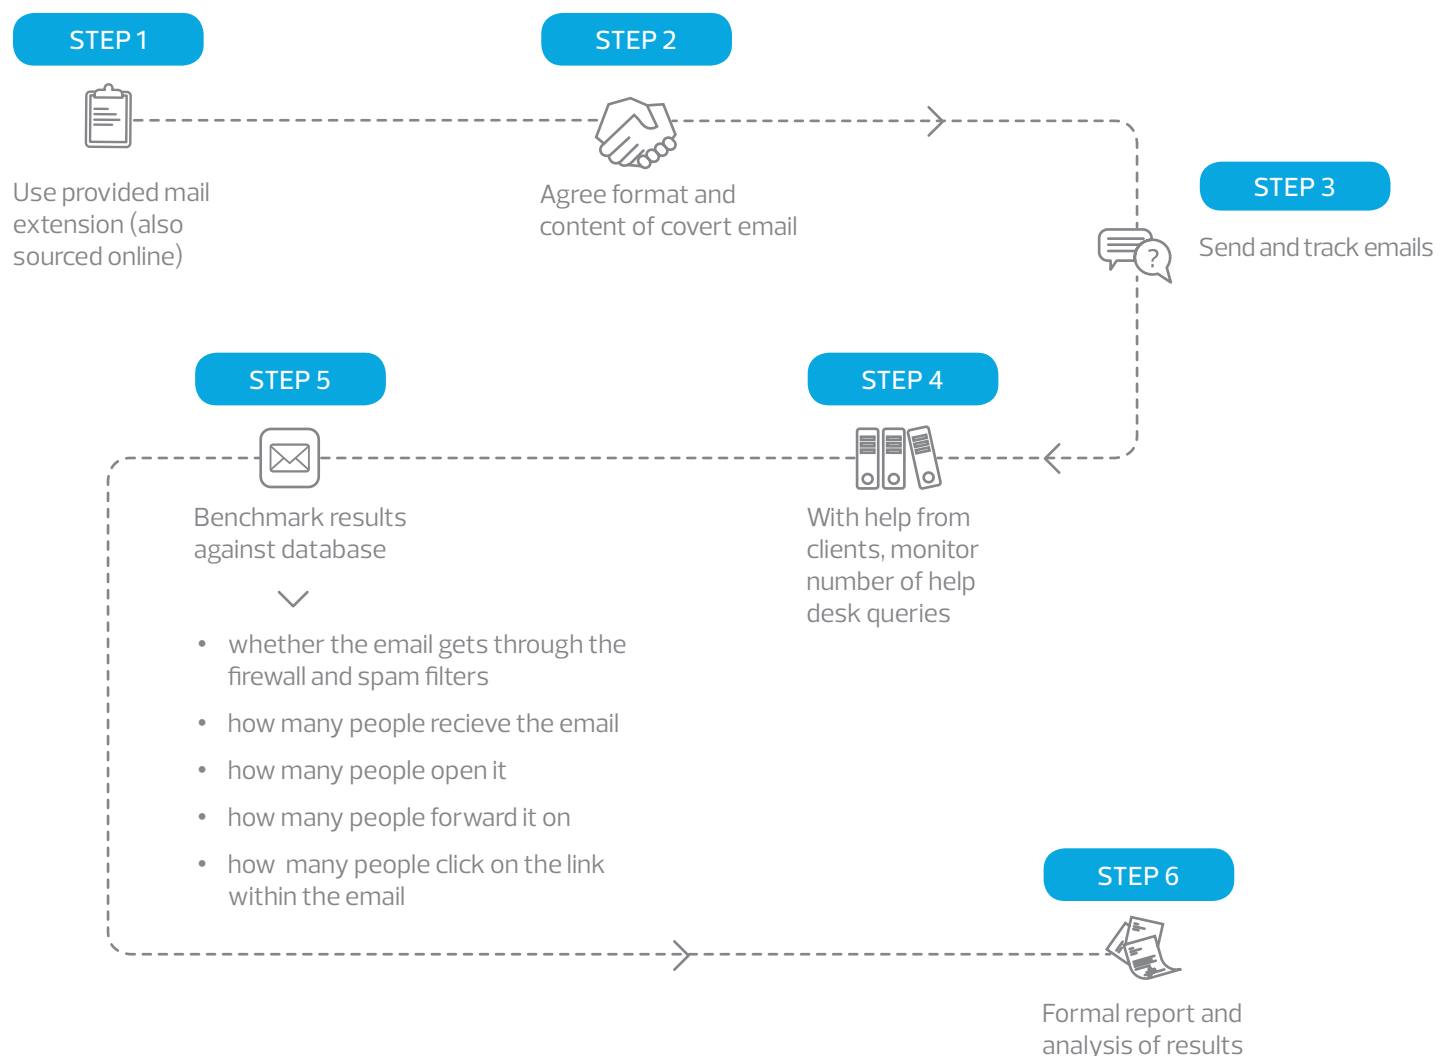 STEP 1
Use provided mail
extension (also
sourced online)
STEP 2
Agree format and
content of covert email
STEP 3
?
Send and track emails
STEP 4
With help from
clients, monitor
number of help
desk queries
STEP 5
Benchmark results
against database
• whether the email gets through the
firewall and spam filters
• how many people recieve the email
• how many people open it
• how many people forward it on
• how  many people click on the link
within the email
STEP 6
Formal report and
analysis of results